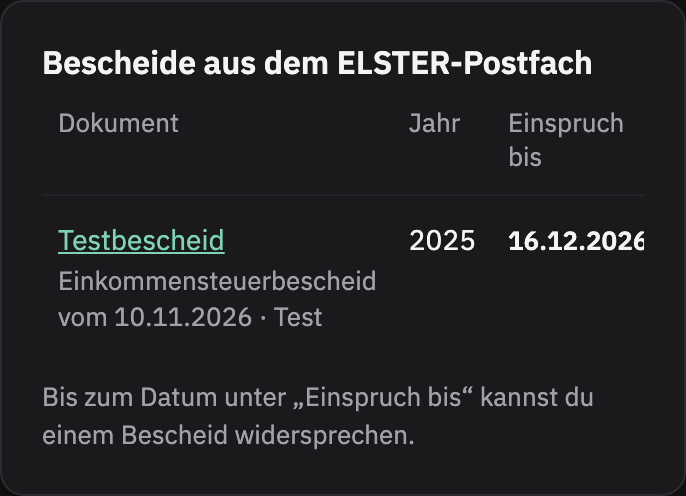 Bescheide aus dem ELSTER-Postfach
Dokument Jahr Einspruch
bis
Testbescheid 2025 16.12.2026
Einkommensteuerbescheid
vom 10.11.2026 · Test
Bis zum Datum unter „Einspruch bis“ kannst du
einem Bescheid widersprechen.